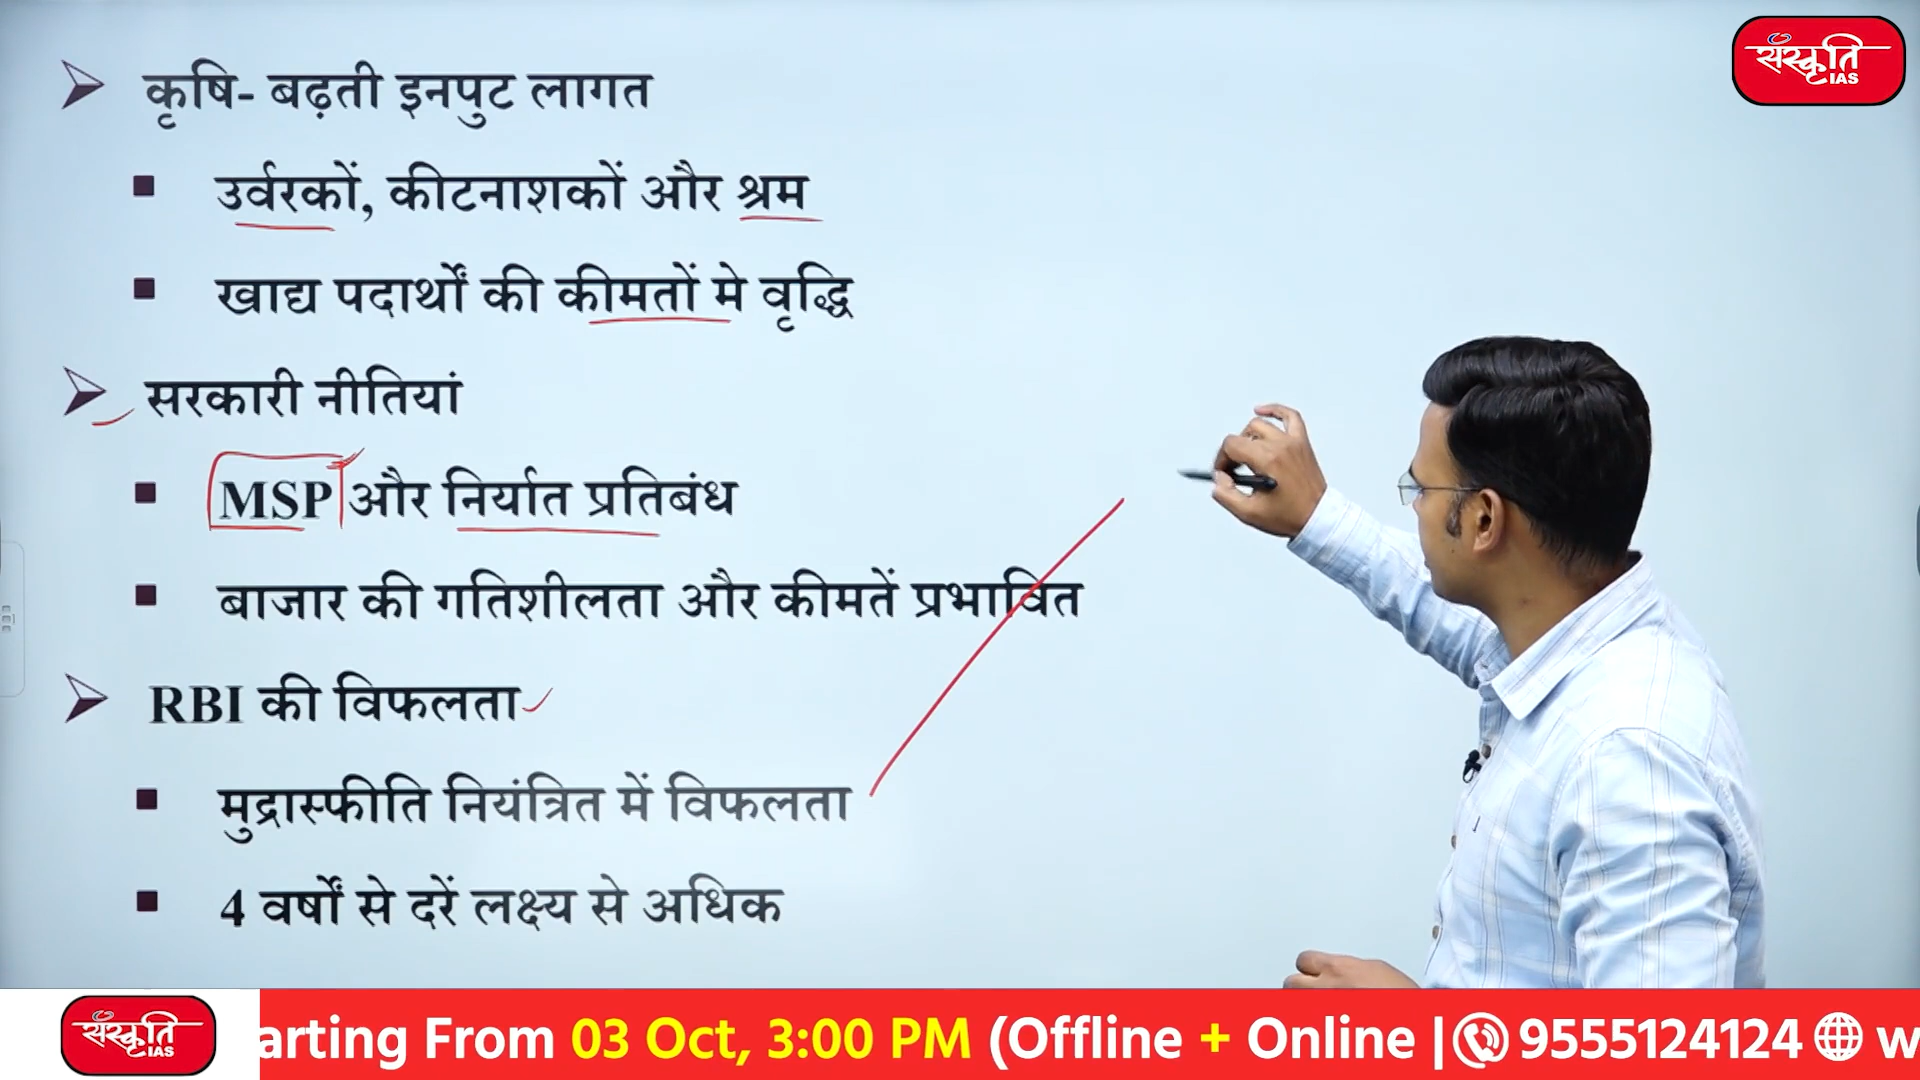 संस्कृति
IAS
कृषि- बढ़ती इनपुट लागत
उर्वरकों, कीटनाशकों और श्रम
खाद्य पदार्थों की कीमतों मे वृद्धि
सरकारी नीतियां
MSP और निर्यात प्रतिबंध
बाजार की गतिशीलता और कीमतें प्रभावित
RBI की विफलता
मुद्रास्फीति नियंत्रित में विफलता
4 वर्षों से दरें लक्ष्य से अधिक
संस्कृति
IAS
arting From 03 Oct, 3:00 PM (Offline + Online | 9555124124 w